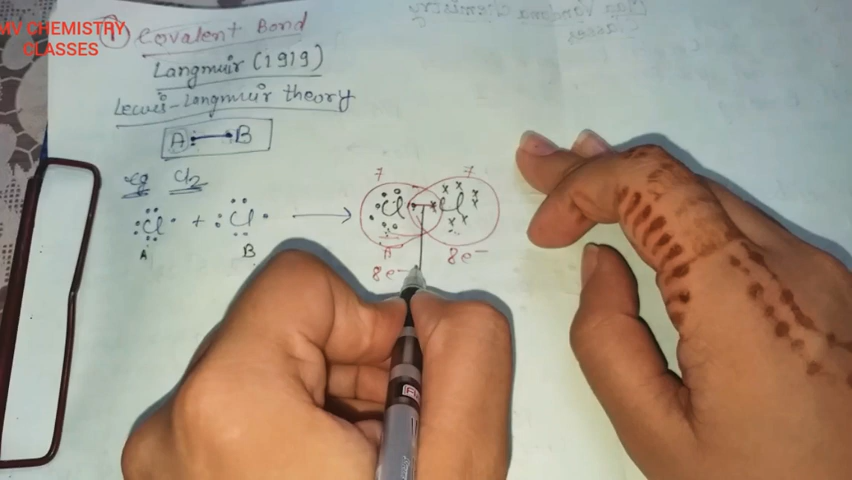 MV CHEMISTRY
CLASSES
① Covalent Bond
Langmuir (1919)
Lewis-Longmuir theory
A B
eg Cl2
Cl + Cl
A B
7 7
Cl Cl
8e⁻ 8e⁻